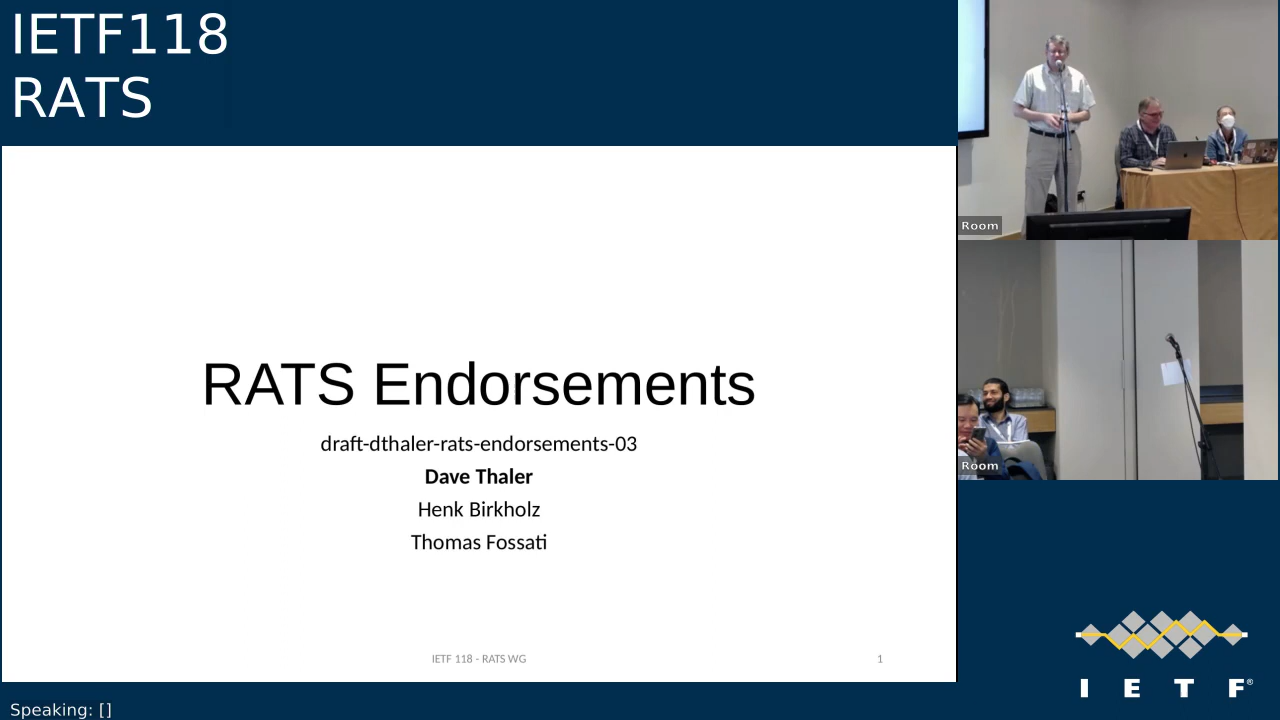 IETF118
RATS
RATS Endorsements
draft-dthaler-rats-endorsements-03
Dave Thaler
Henk Birkholz
Thomas Fossati
IETF 118 - RATS WG
1
Room
Room
I E T F®
Speaking: []